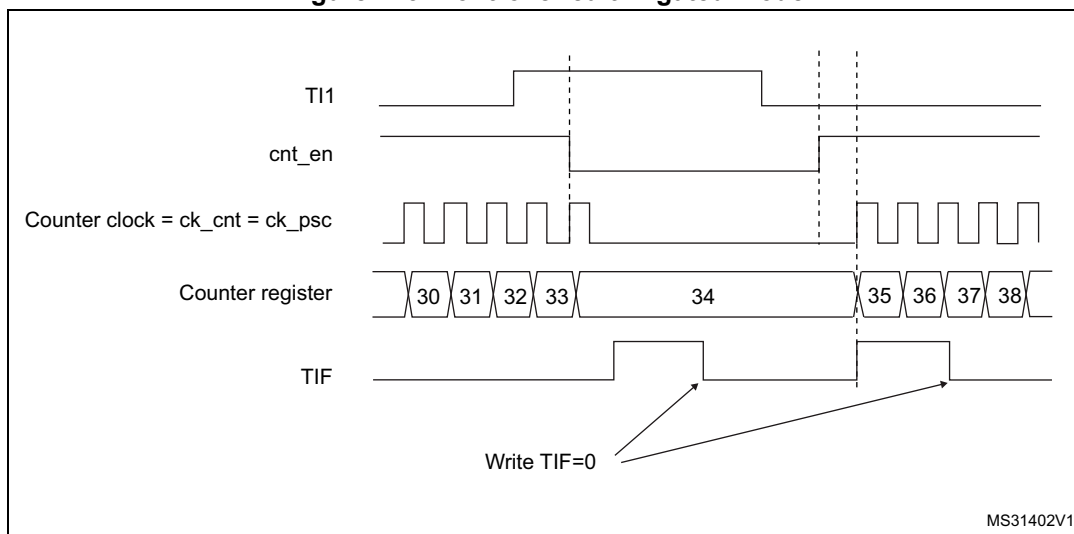 TI1
cnt_en
Counter clock = ck_cnt = ck_psc
Counter register
30 31 32 33 34 35 36 37 38
TIF
Write TIF=0
MS31402V1